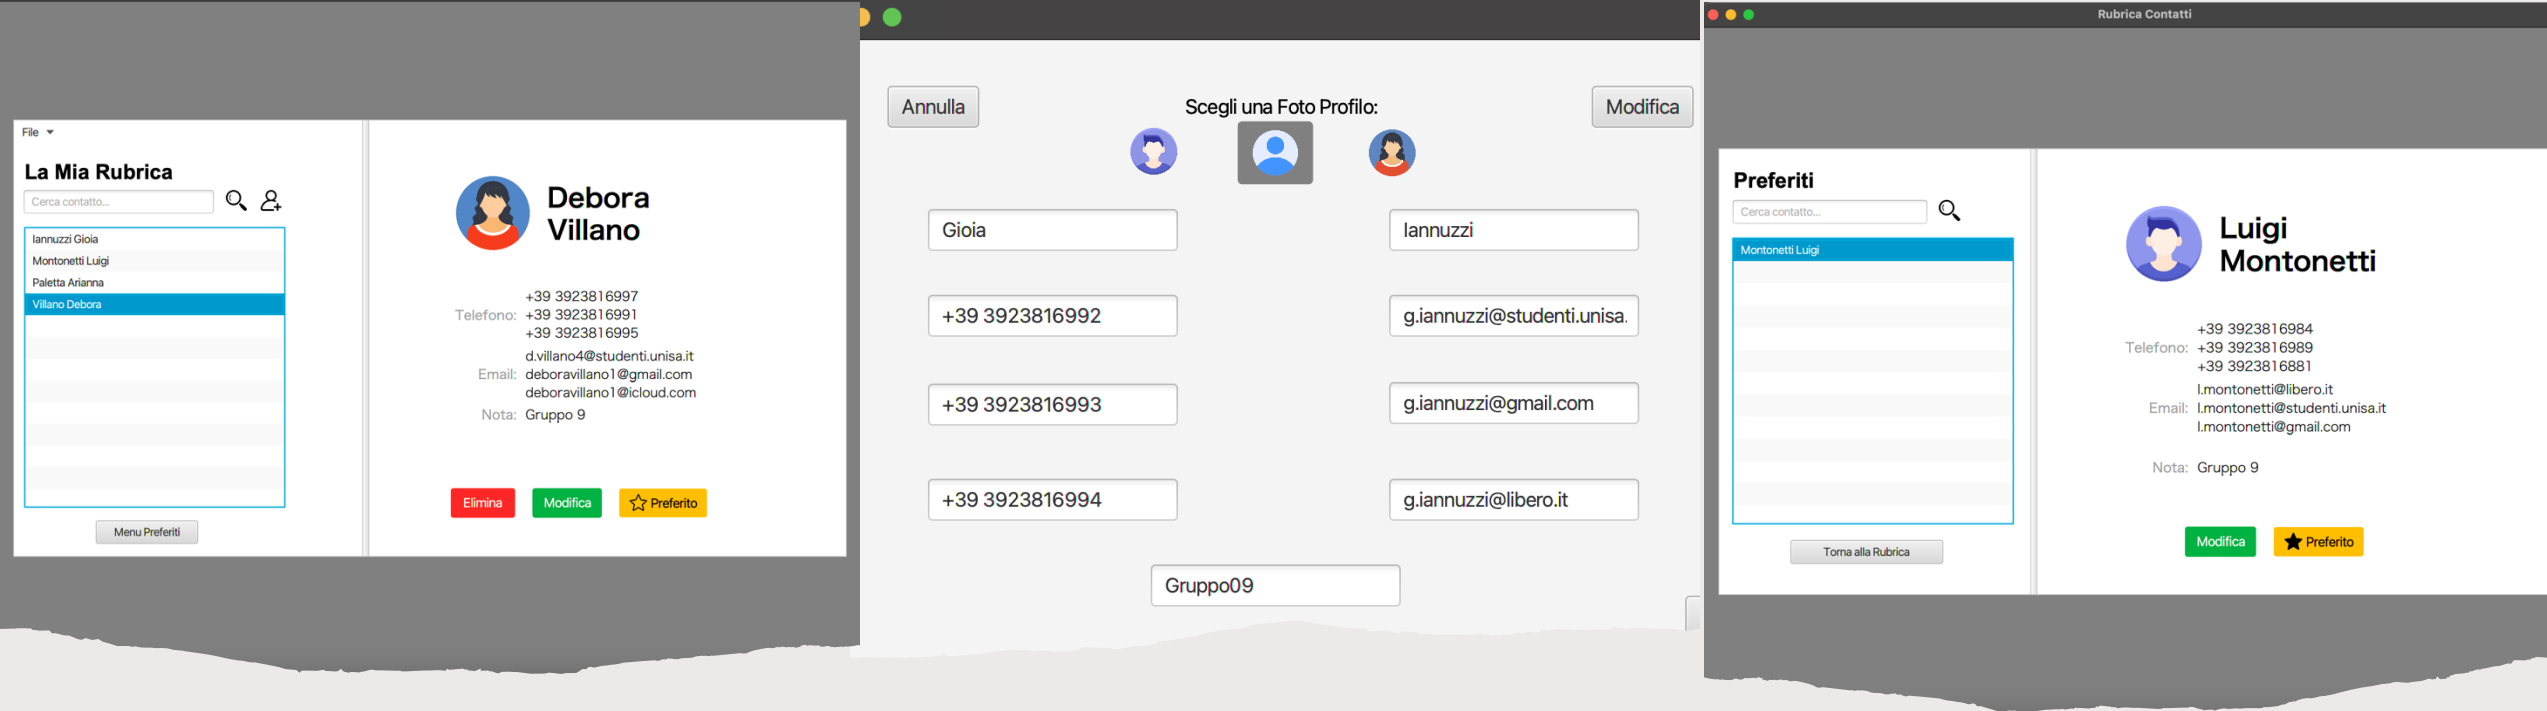 File
La Mia Rubrica
Cerca contatto...
Iannuzzi Gioia
Montonetti Luigi
Paletta Arianna
Villano Debora
Menu Preferiti
Debora
Villano
+39 3923816997
Telefono: +39 3923816991
+39 3923816995
d.villano4@studenti.unisa.it
Email: deboravillano1@gmail.com
deboravillano1@icloud.com
Nota: Gruppo 9
Elimina Modifica Preferito
Annulla Scegli una Foto Profilo: Modifica
Gioia Iannuzzi
+39 3923816992 g.iannuzzi@studenti.unisa.
+39 3923816993 g.iannuzzi@gmail.com
+39 3923816994 g.iannuzzi@libero.it
Gruppo09
Rubrica Contatti
Preferiti
Cerca contatto...
Montonetti Luigi
Torna alla Rubrica
Luigi
Montonetti
+39 3923816984
Telefono: +39 3923816989
+39 3923816881
l.montonetti@libero.it
Email: l.montonetti@studenti.unisa.it
l.montonetti@gmail.com
Nota: Gruppo 9
Modifica Preferito